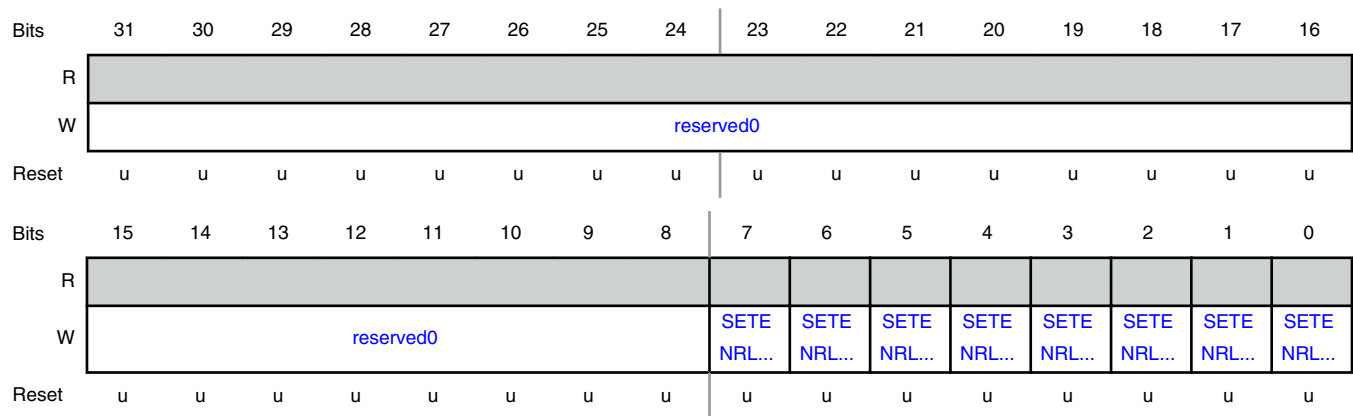 Bits 31 30 29 28 27 26 25 24 23 22 21 20 19 18 17 16
R
W reserved0
Reset u u u u u u u u u u u u u u u u
Bits 15 14 13 12 11 10 9 8 7 6 5 4 3 2 1 0
R
W reserved0 SETE NRL... SETE NRL... SETE NRL... SETE NRL... SETE NRL... SETE NRL... SETE NRL... SETE NRL...
Reset u u u u u u u u u u u u u u u u